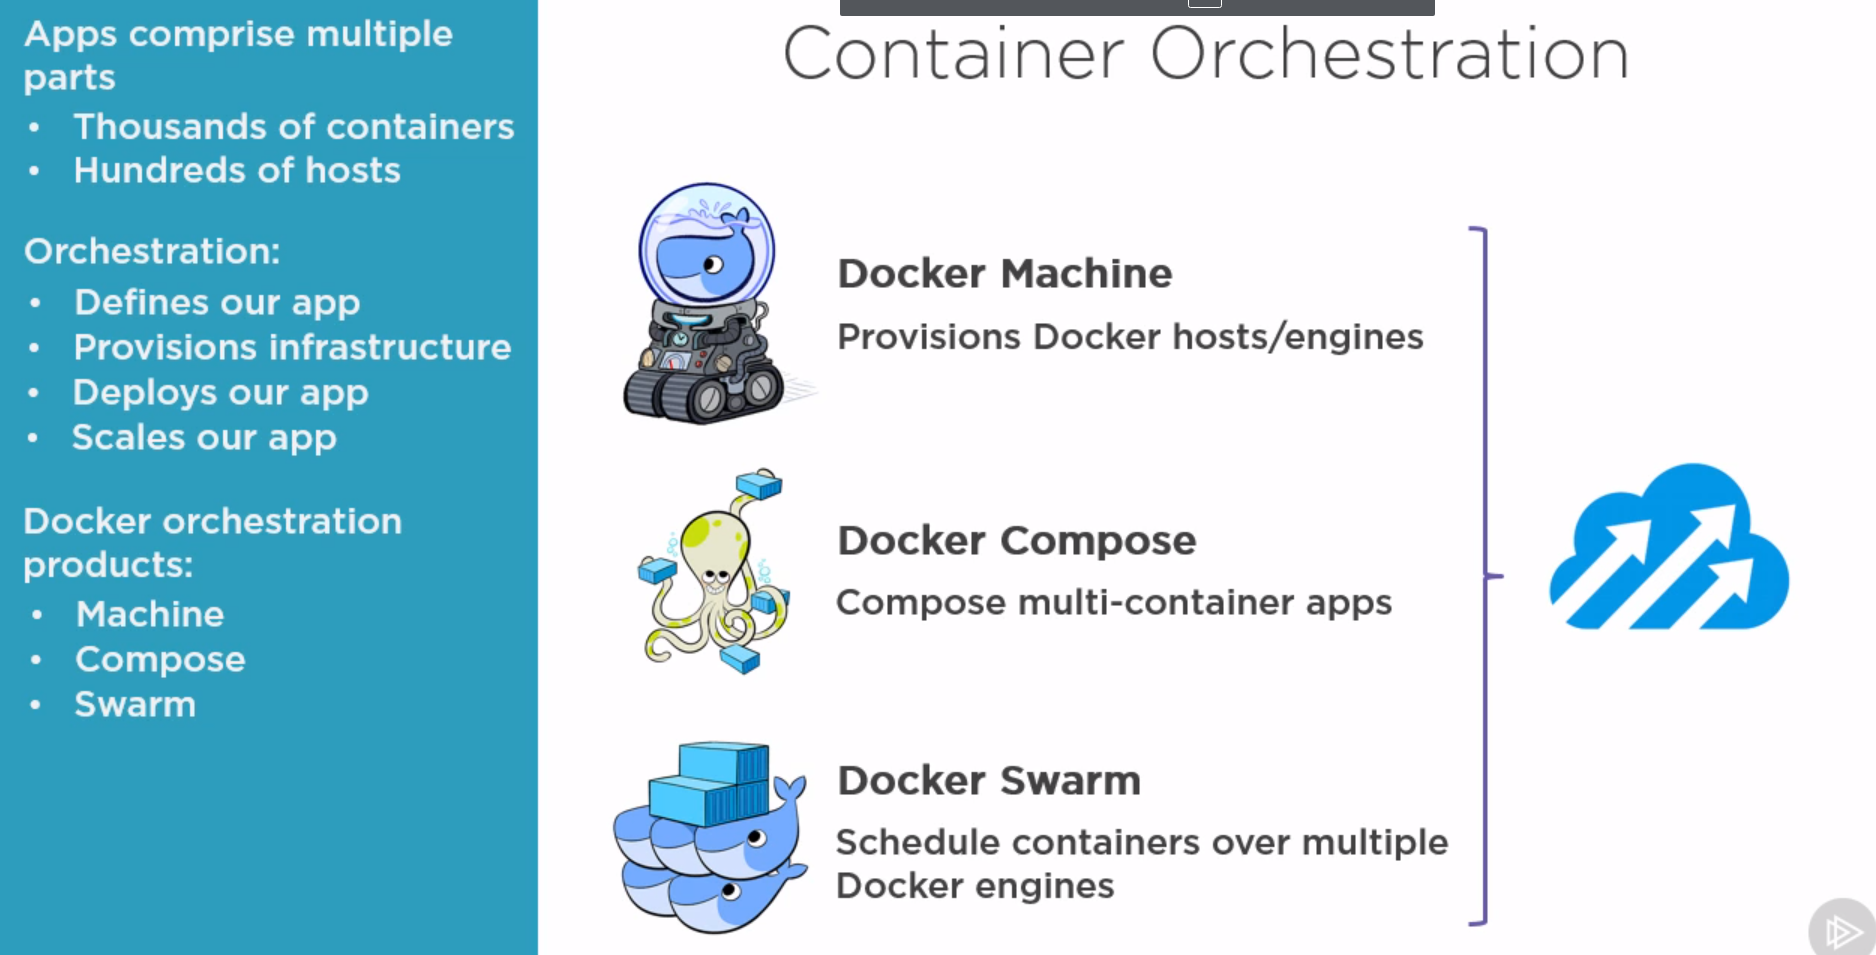 Apps comprise multiple
parts
• Thousands of containers
• Hundreds of hosts
Orchestration:
• Defines our app
• Provisions infrastructure
• Deploys our app
• Scales our app
Docker orchestration
products:
• Machine
• Compose
• Swarm
Container Orchestration
Docker Machine
Provisions Docker hosts/engines
Docker Compose
Compose multi-container apps
Docker Swarm
Schedule containers over multiple
Docker engines